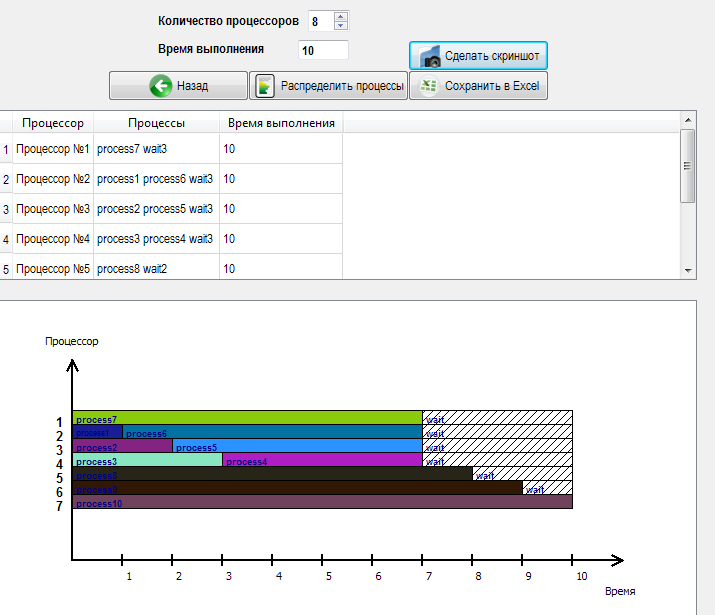 Количество процессоров 8
Время выполнения 10
Сделать скриншот
Назад Распределить процессы Сохранить в Excel
Процессор Процессы Время выполнения
1 Процессор №1 process7 wait3 10
2 Процессор №2 process1 process6 wait3 10
3 Процессор №3 process2 process5 wait3 10
4 Процессор №4 process3 process4 wait3 10
5 Процессор №5 process8 wait2 10
Процессор
1 process7 wait
2 process1 process6 wait
3 process2 process5 wait
4 process3 process4 wait
5 process8 wait
6 process9 wait
7 process10
1 2 3 4 5 6 7 8 9 10
Время